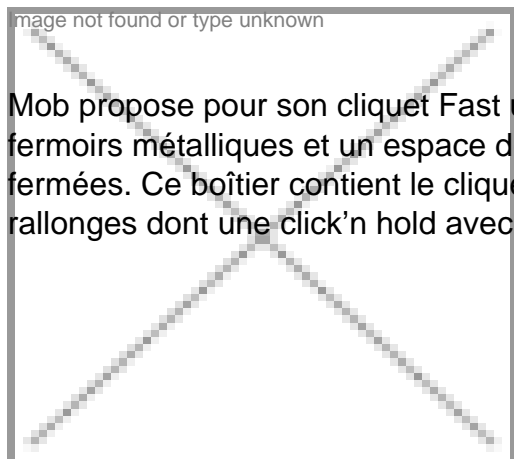 Image not found or type unknown
Mob propose pour son cliquet Fast
fermoirs métalliques et un espace
fermées. Ce boîtier contient le
rallonges dont une click'n hold avec